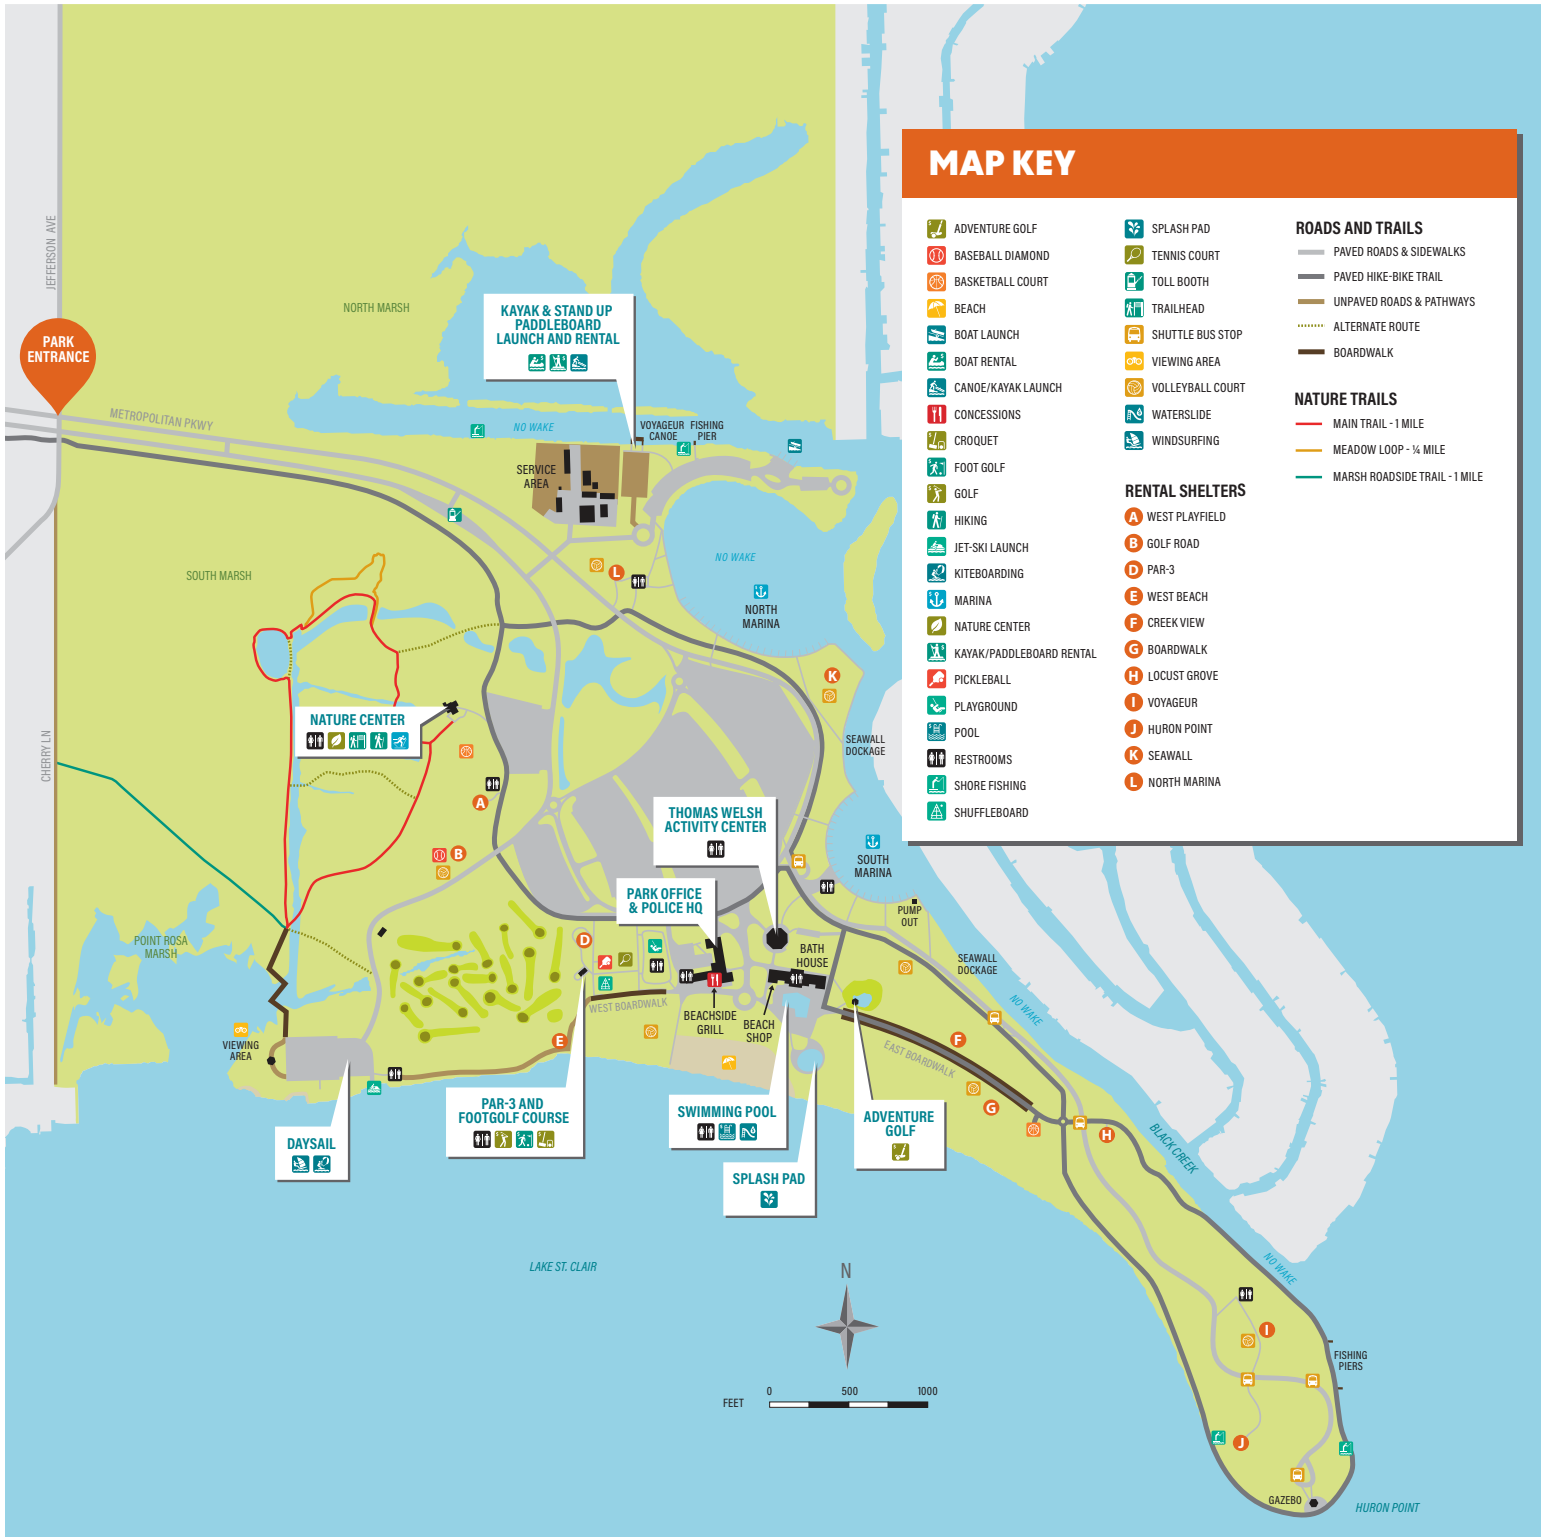 MAP KEY
ADVENTURE GOLF
BASEBALL DIAMOND
BASKETBALL COURT
BEACH
BOAT LAUNCH
BOAT RENTAL
CANOE/KAYAK LAUNCH
CONCESSIONS
CROQUET
FOOT GOLF
GOLF
HIKING
JET-SKI LAUNCH
KITEBOARDING
MARINA
NATURE CENTER
KAYAK/PADDLEBOARD RENTAL
PICKLEBALL
PLAYGROUND
POOL
RESTROOMS
SHORE FISHING
SHUFFLEBOARD
SPLASH PAD
TENNIS COURT
TOLL BOOTH
TRAILHEAD
SHUTTLE BUS STOP
VIEWING AREA
VOLLEYBALL COURT
WATERSLIDE
WINDSURFING
RENTAL SHELTERS
A WEST PLAYFIELD
B GOLF ROAD
D PAR-3
E WEST BEACH
F CREEK VIEW
G BOARDWALK
H LOCUST GROVE
I VOYAGEUR
J HURON POINT
K SEAWALL
L NORTH MARINA
ROADS AND TRAILS
PAVED ROADS & SIDEWALKS
PAVED HIKE-BIKE TRAIL
UNPAVED ROADS & PATHWAYS
ALTERNATE ROUTE
BOARDWALK
NATURE TRAILS
MAIN TRAIL - 1 MILE
MEADOW LOOP - ¼ MILE
MARSH ROADSIDE TRAIL - 1 MILE
JEFFERSON AVE
PARK
ENTRANCE
METROPOLITAN PKWY
NORTH MARSH
KAYAK & STAND UP
PADDLEBOARD
LAUNCH AND RENTAL
NO WAKE
VOYAGEUR
CANOE
FISHING
PIER
SERVICE
AREA
SOUTH MARSH
NO WAKE
L
NORTH
MARINA
K
NATURE CENTER
CHERRY LN
SEAWALL
DOCKAGE
A
THOMAS WELSH
ACTIVITY CENTER
B
SOUTH
MARINA
PARK OFFICE
& POLICE HQ
PUMP
OUT
POINT ROSA
MARSH
D
BATH
HOUSE
SEAWALL
DOCKAGE
WEST BOARDWALK
BEACHSIDE
GRILL
BEACH
SHOP
NO WAKE
VIEWING
AREA
E
F
EAST BOARDWALK
PAR-3 AND
FOOTGOLF COURSE
SWIMMING POOL
ADVENTURE
GOLF
G
H
DAYSAIL
SPLASH PAD
BLACK CREEK
LAKE ST. CLAIR
N
NO WAKE
I
FISHING
PIERS
FEET
0 500 1000
J
GAZEBO
HURON POINT